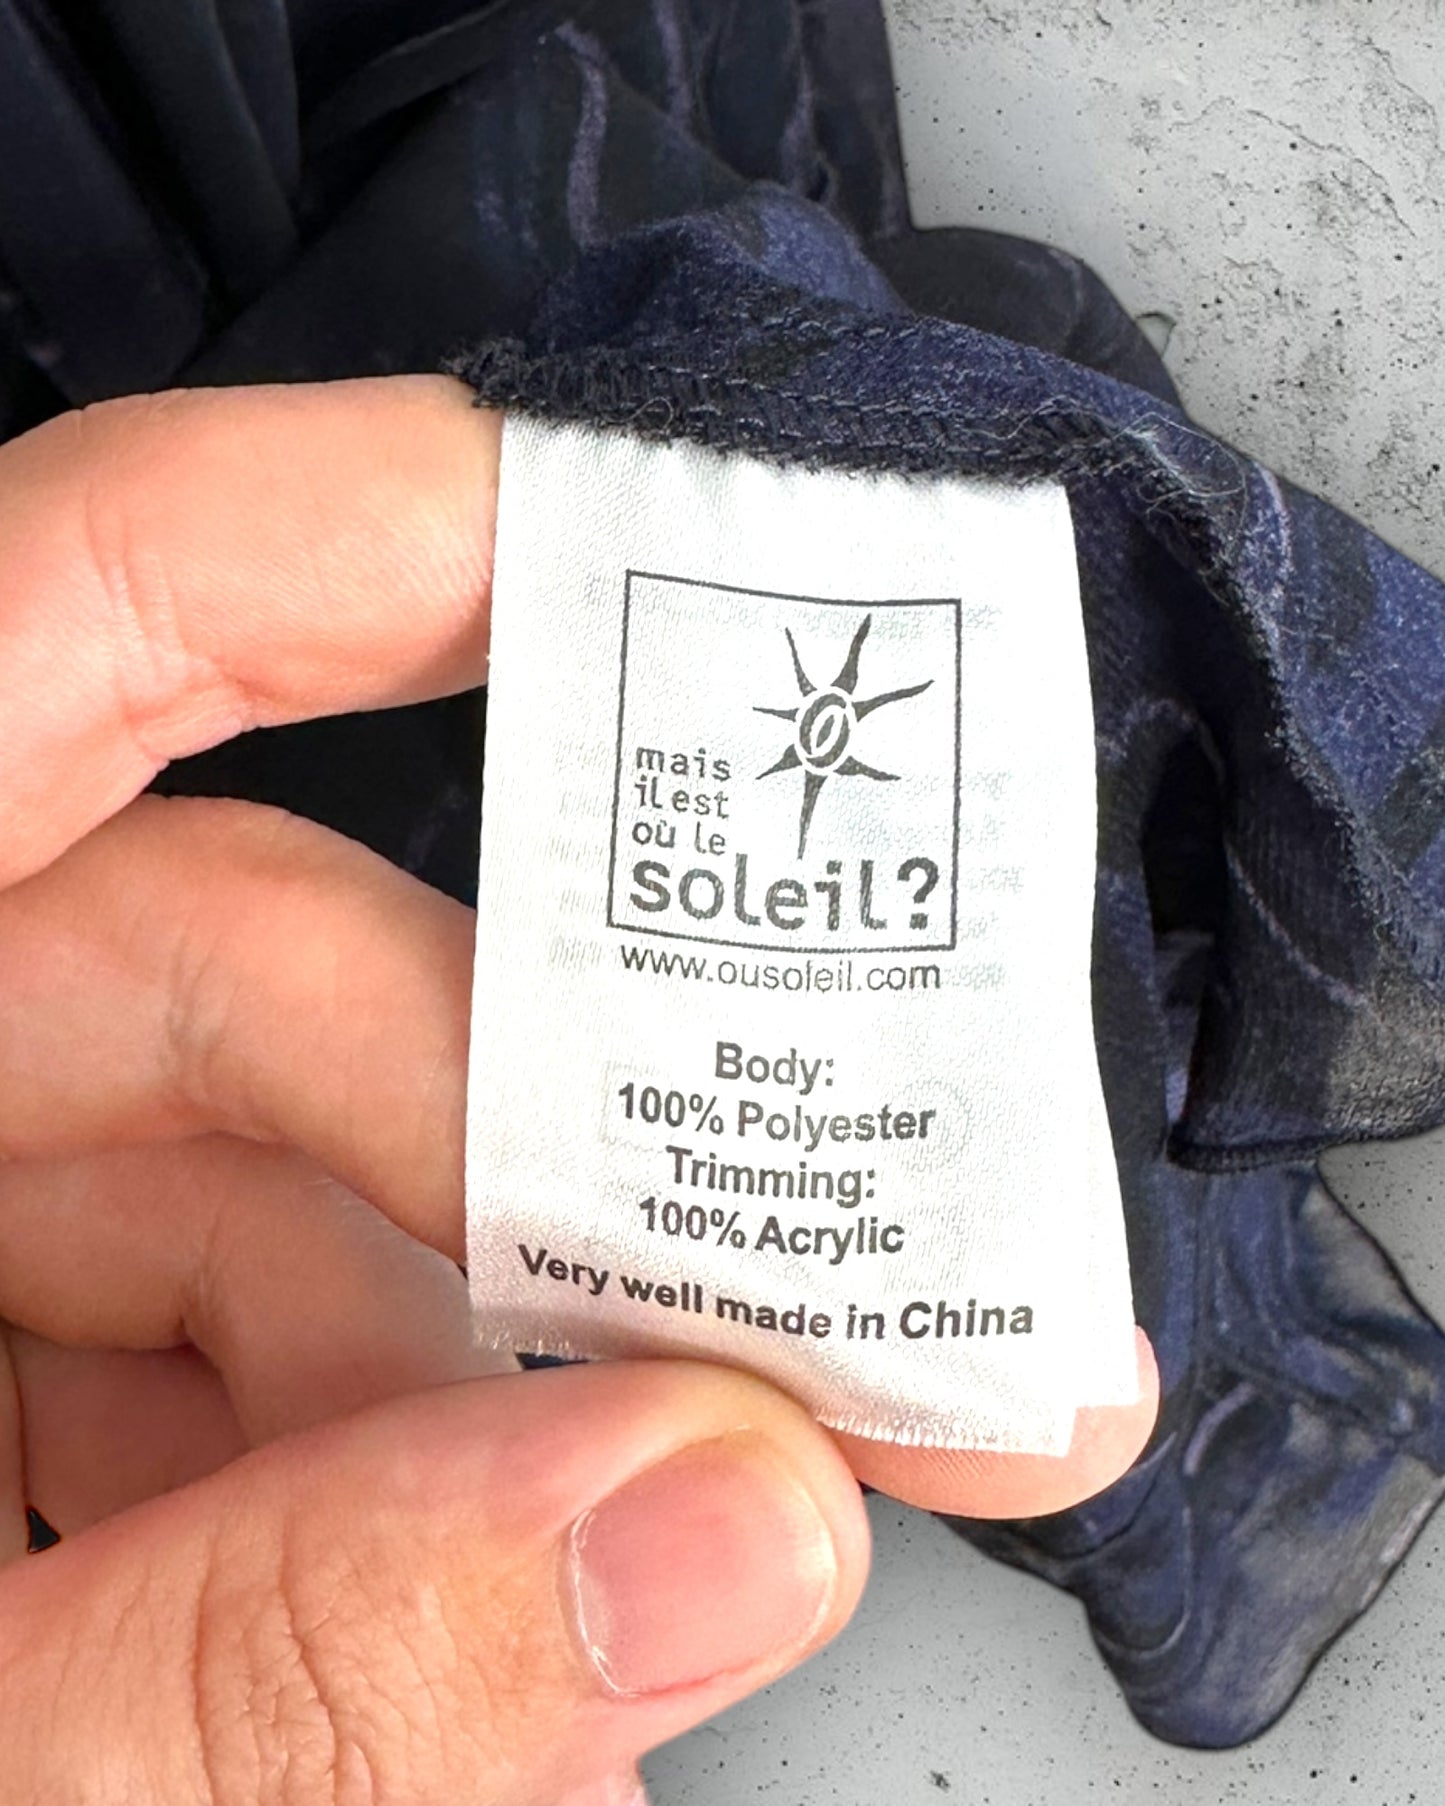 mais
il est
où le
soleil?
www.ousoleil.com
Body:
100% Polyester
Trimming:
100% Acrylic
Very well made in China